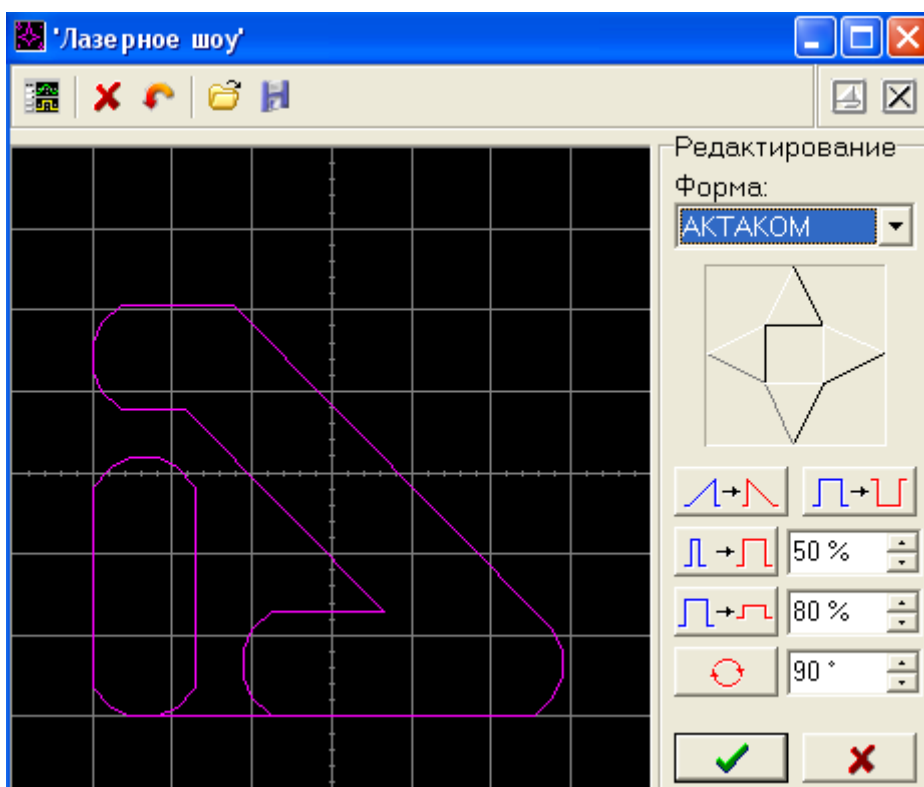 'Лазерное шоу'
Редактирование
Форма:
АКТАКОМ
50 %
80 %
90 °